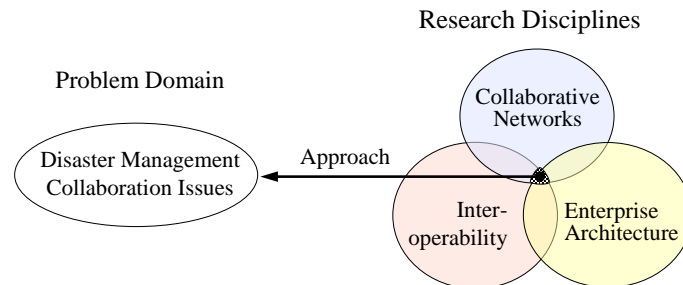 Research Disciplines
Problem Domain
Collaborative
Networks
Disaster Management
Collaboration Issues
Approach
Inter-
operability
Enterprise
Architecture